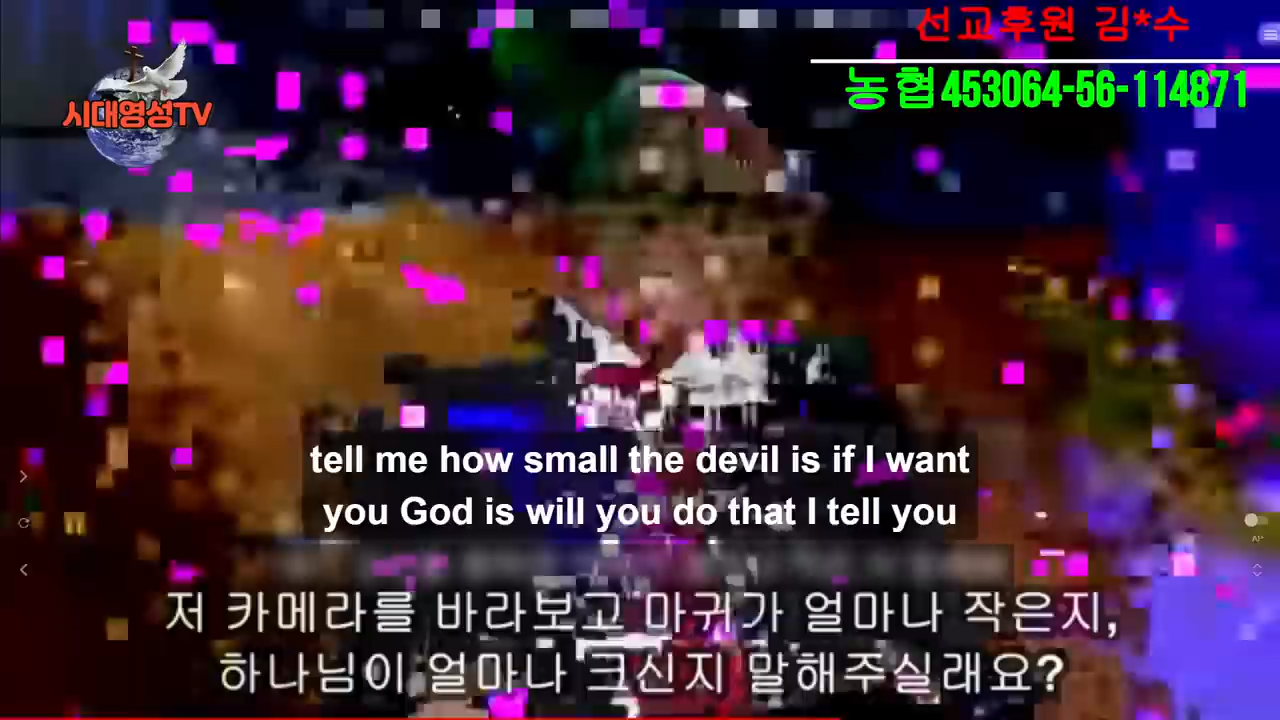 선교후원 김*수
농협453064-56-114871
시대영성TV
tell me how small the devil is if I want
you God is will you do that I tell you
저 카메라를 바라보고 마귀가 얼마나 작은지,
하나님이 얼마나 크신지 말해주실래요?